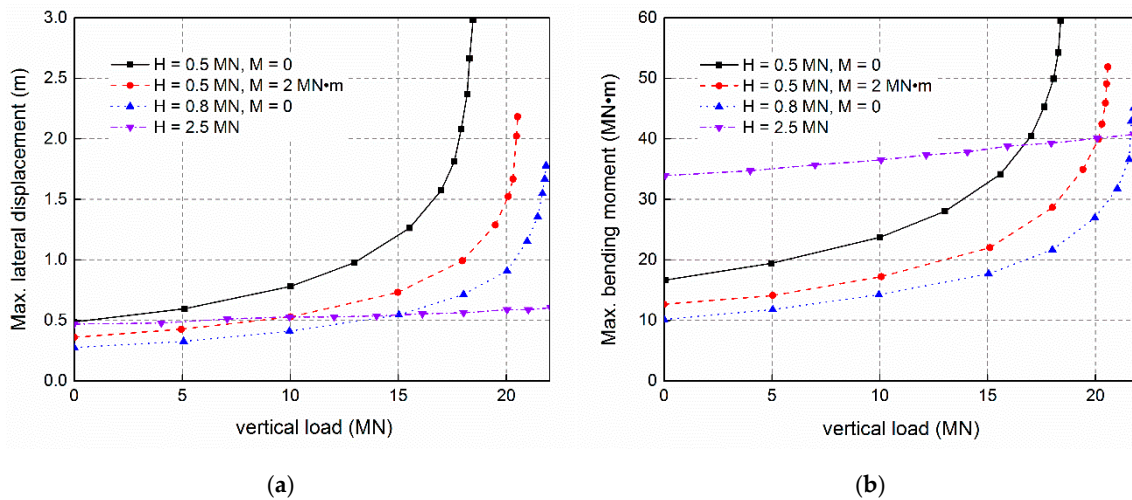 3.0
2.5
2.0
1.5
1.0
0.5
0.0
Max. lateral displacement (m)
H = 0.5 MN, M = 0
H = 0.5 MN, M = 2 MN•m
H = 0.8 MN, M = 0
H = 2.5 MN
0 5 10 15 20
vertical load (MN)
(a)
60
50
40
30
20
10
0
Max. bending moment (MN•m)
H = 0.5 MN, M = 0
H = 0.5 MN, M = 2 MN•m
H = 0.8 MN, M = 0
H = 2.5 MN
0 5 10 15 20
vertical load (MN)
(b)